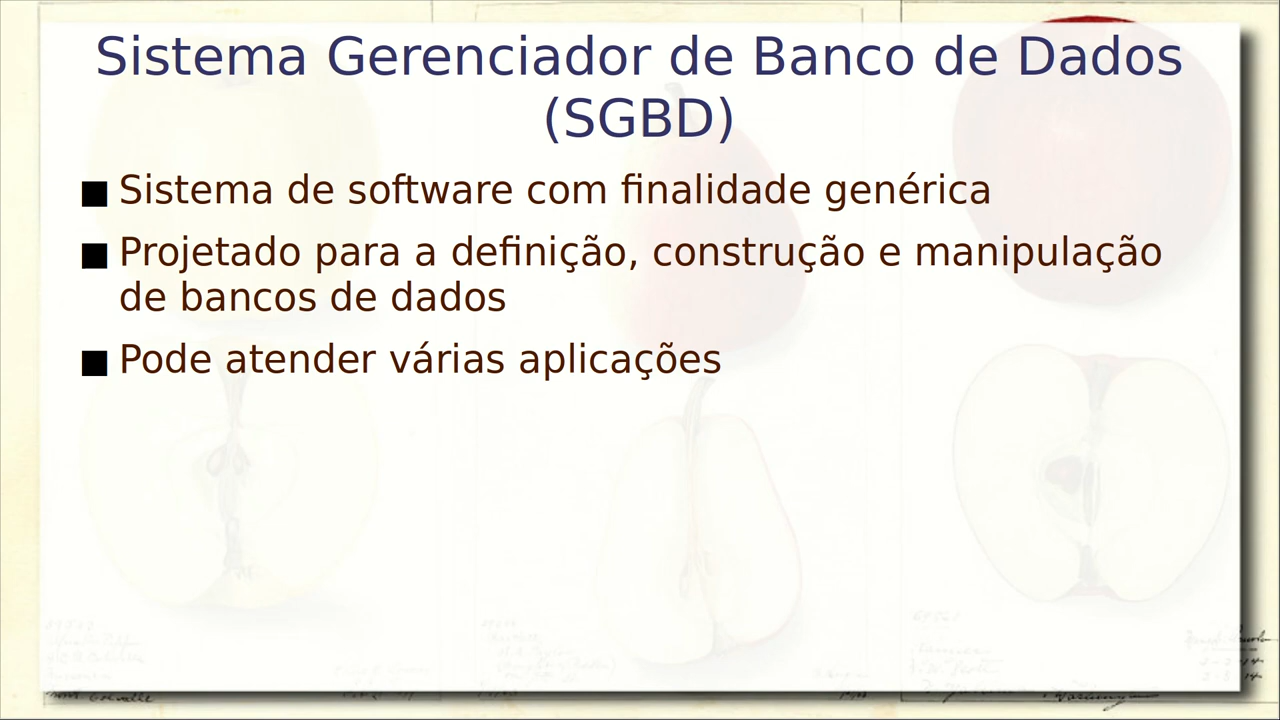 Sistema Gerenciador de Banco de Dados
(SGBD)
■ Sistema de software com finalidade genérica
■ Projetado para a definição, construção e manipulação
de bancos de dados
■ Pode atender várias aplicações